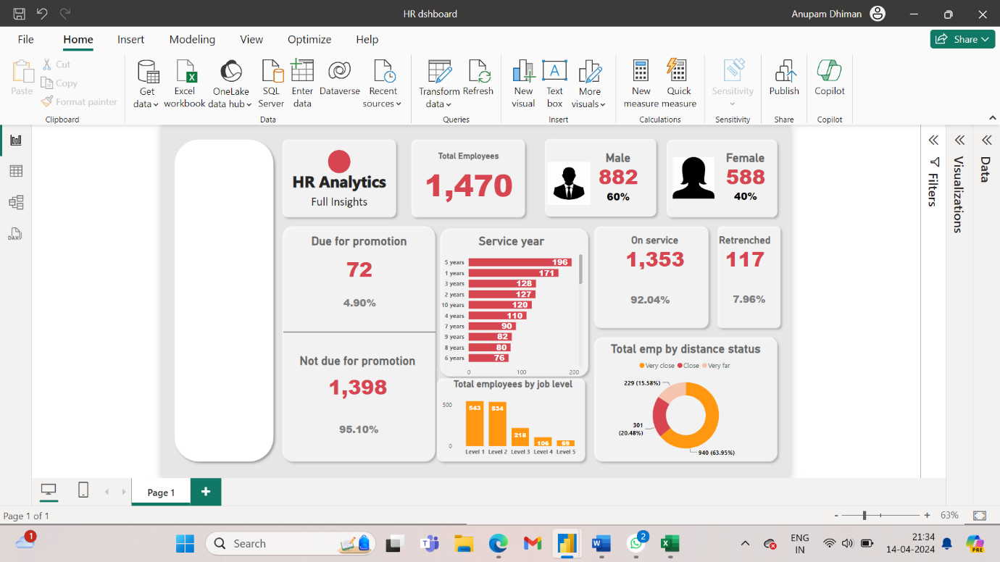 HR dshboard
Anupam Dhiman
File Home Insert Modeling View Optimize Help
Share
Paste
Cut
Copy
Format painter
Clipboard
Get data
Excel workbook
OneLake data hub
SQL Server
Enter data
Dataverse
Recent sources
Data
Transform data
Refresh
Queries
New visual
Text box
More visuals
Insert
New measure
Quick measure
Calculations
Sensitivity
Sensitivity
Publish
Share
Copilot
Copilot
HR Analytics
Full Insights
Total Employees
1,470
Male
882
60%
Female
588
40%
Due for promotion
72
4.90%
Not due for promotion
1,398
95.10%
Service year
5 years 196
1 years 171
3 years 128
2 years 127
10 years 120
4 years 110
7 years 90
9 years 82
8 years 80
6 years 76
0 100 200
Total employees by job level
500
0
543 534 218 106 69
Level 1 Level 2 Level 3 Level 4 Level 5
On service
1,353
92.04%
Retrenched
117
7.96%
Total emp by distance status
Very close Close Very far
229 (15.58%)
301
(20.48%)
940 (63.95%)
Filters
Visualizations
Data
DAX
Page 1
+
Page 1 of 1
- + 63%
1
Search
2
ENG
IN
21:34
14-04-2024
PRE